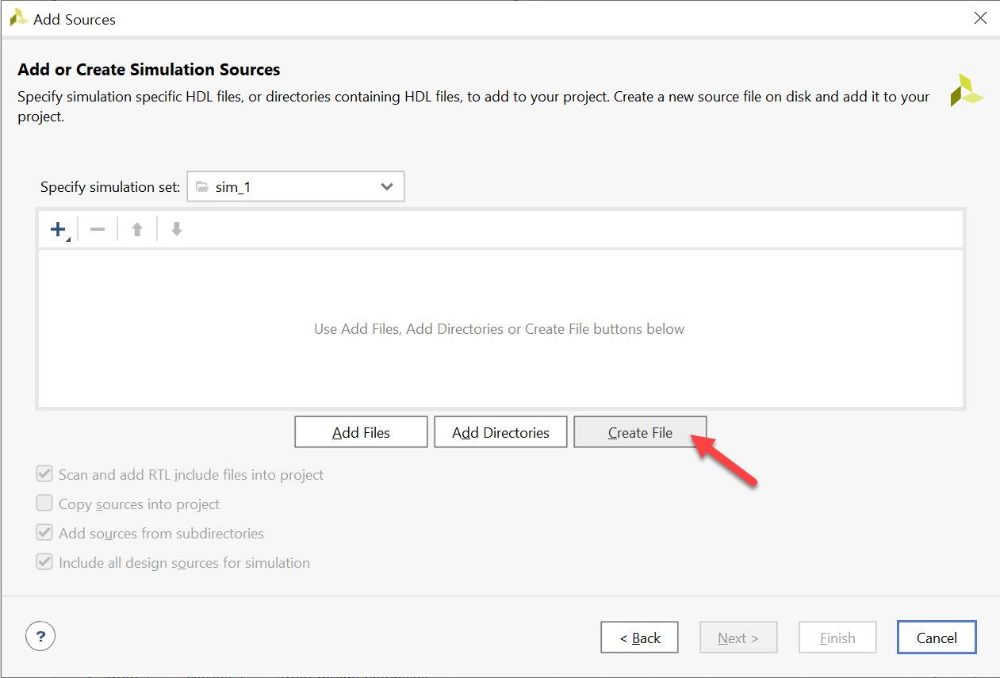 Add Sources
Add or Create Simulation Sources
Specify simulation specific HDL files, or directories containing HDL files, to add to your project. Create a new source file on disk and add it to your
project.
Specify simulation set: sim_1
Use Add Files, Add Directories or Create File buttons below
Add Files Add Directories Create File
Scan and add RTL include files into project
Copy sources into project
Add sources from subdirectories
Include all design sources for simulation
? < Back Next > Finish Cancel